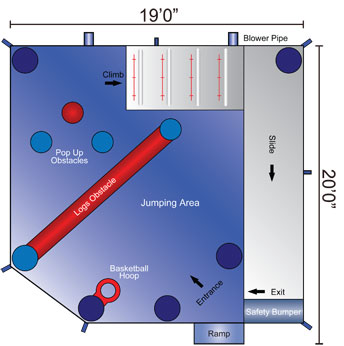 19'0"
Blower Pipe
Climb
Slide
20'0"
Pop Up
Obstacles
Logs Obstacle
Jumping Area
Basketball
Hoop
Entrance
Exit
Safety Bumper
Ramp